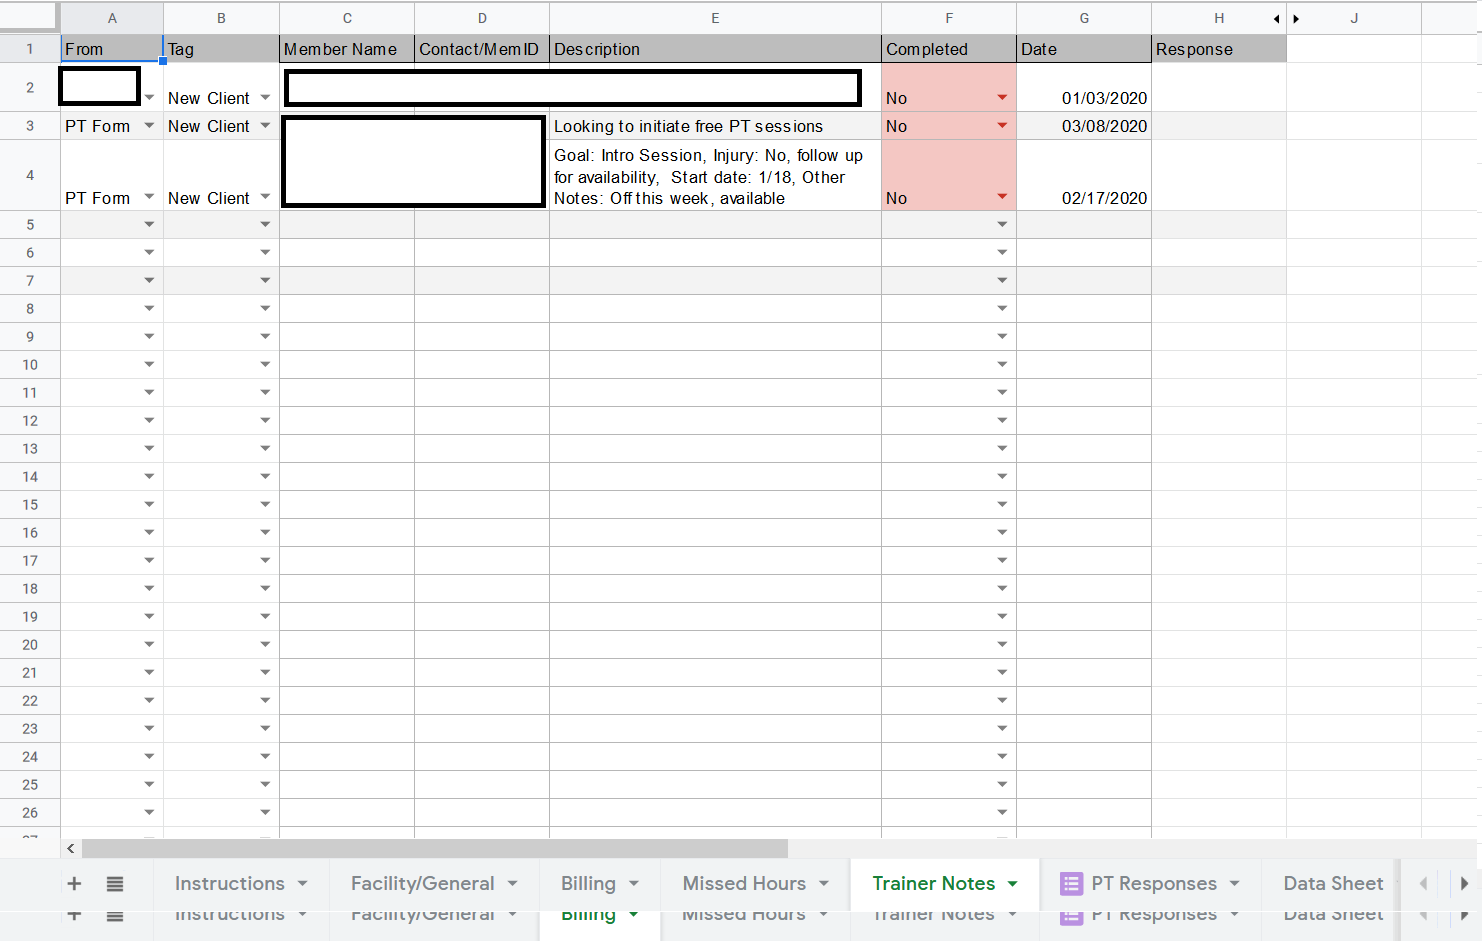 A B C D E F G H J
1 From Tag Member Name Contact/MemID Description Completed Date Response
2 New Client No 01/03/2020
3 PT Form New Client Looking to initiate free PT sessions No 03/08/2020
Goal: Intro Session, Injury: No, follow up
for availability, Start date: 1/18, Other
4 PT Form New Client Notes: Off this week, available No 02/17/2020
5
6
7
8
9
10
11
12
13
14
15
16
17
18
19
20
21
22
23
24
25
26
27
Instructions Facility/General Billing Missed Hours Trainer Notes PT Responses Data Sheet
Instructions Facility/General Billing Missed Hours Trainer Notes PT Responses Data Sheet